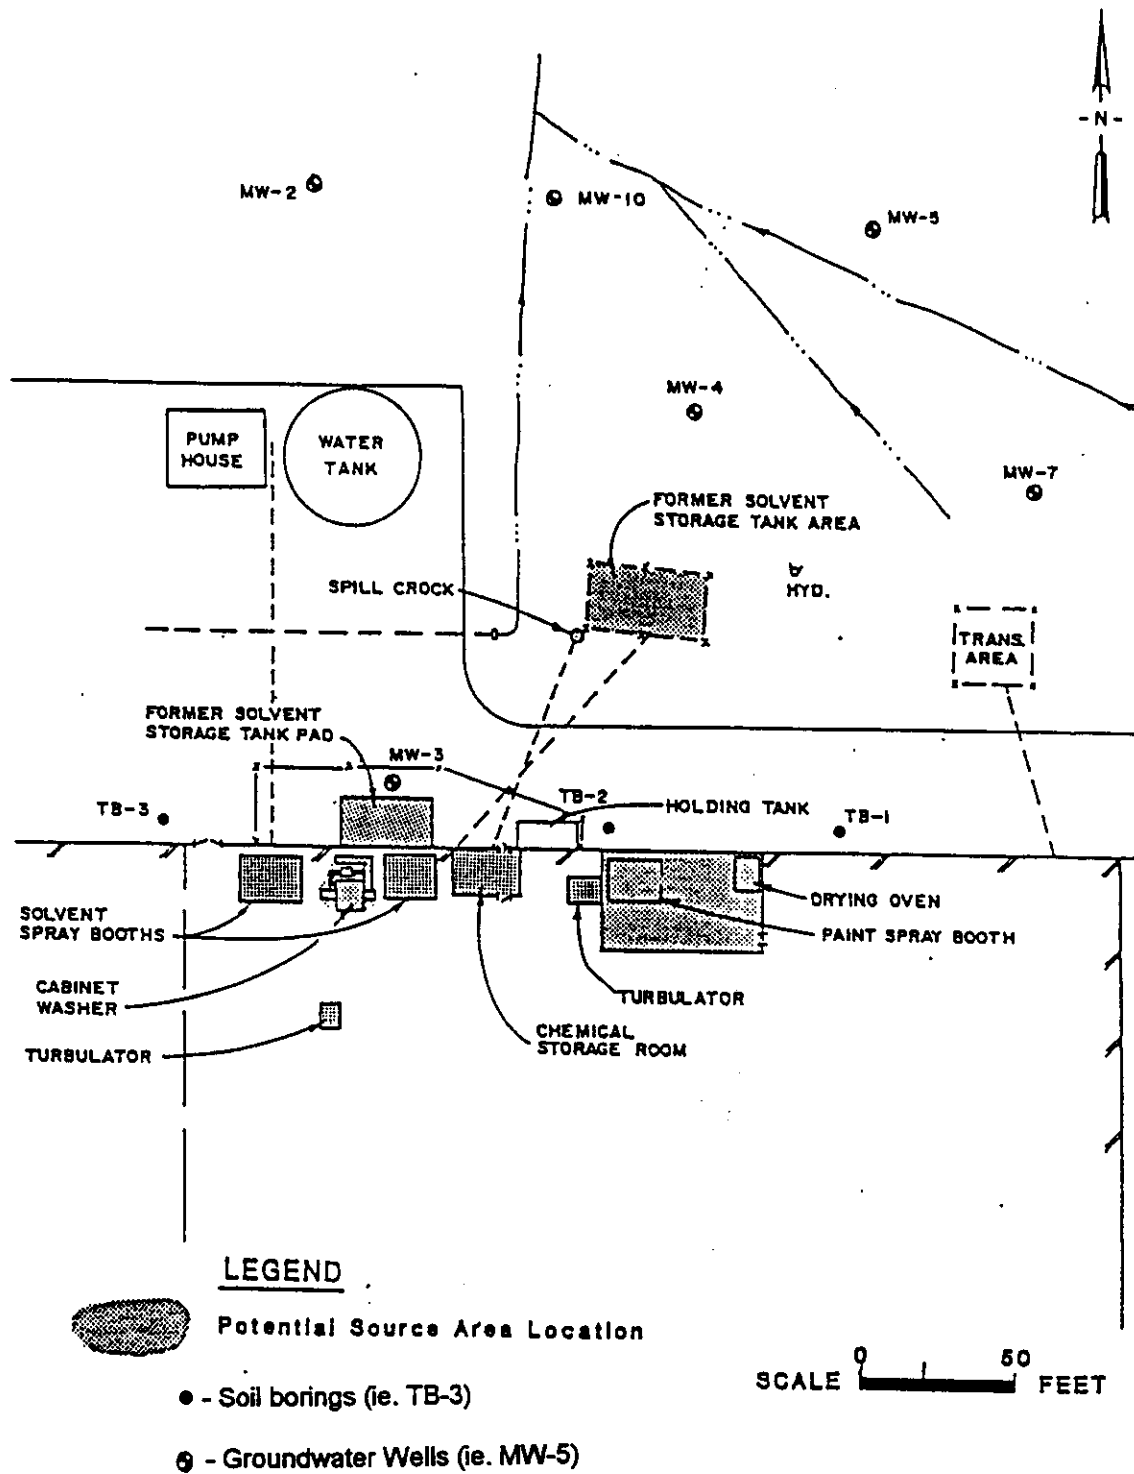 - N -
MW-2
MW-10
MW-5
MW-4
MW-7
PUMP
HOUSE
WATER
TANK
FORMER SOLVENT
STORAGE TANK AREA
HYD.
SPILL CROCK
TRANS.
AREA
FORMER SOLVENT
STORAGE TANK PAD
MW-3
TB-3
TB-2
HOLDING TANK
TB-1
SOLVENT
SPRAY BOOTHS
DRYING OVEN
PAINT SPRAY BOOTH
CABINET
WASHER
TURBULATOR
TURBULATOR
CHEMICAL
STORAGE ROOM
LEGEND
Potential Source Area Location
- Soil borings (ie. TB-3)
- Groundwater Wells (ie. MW-5)
0 50
SCALE FEET